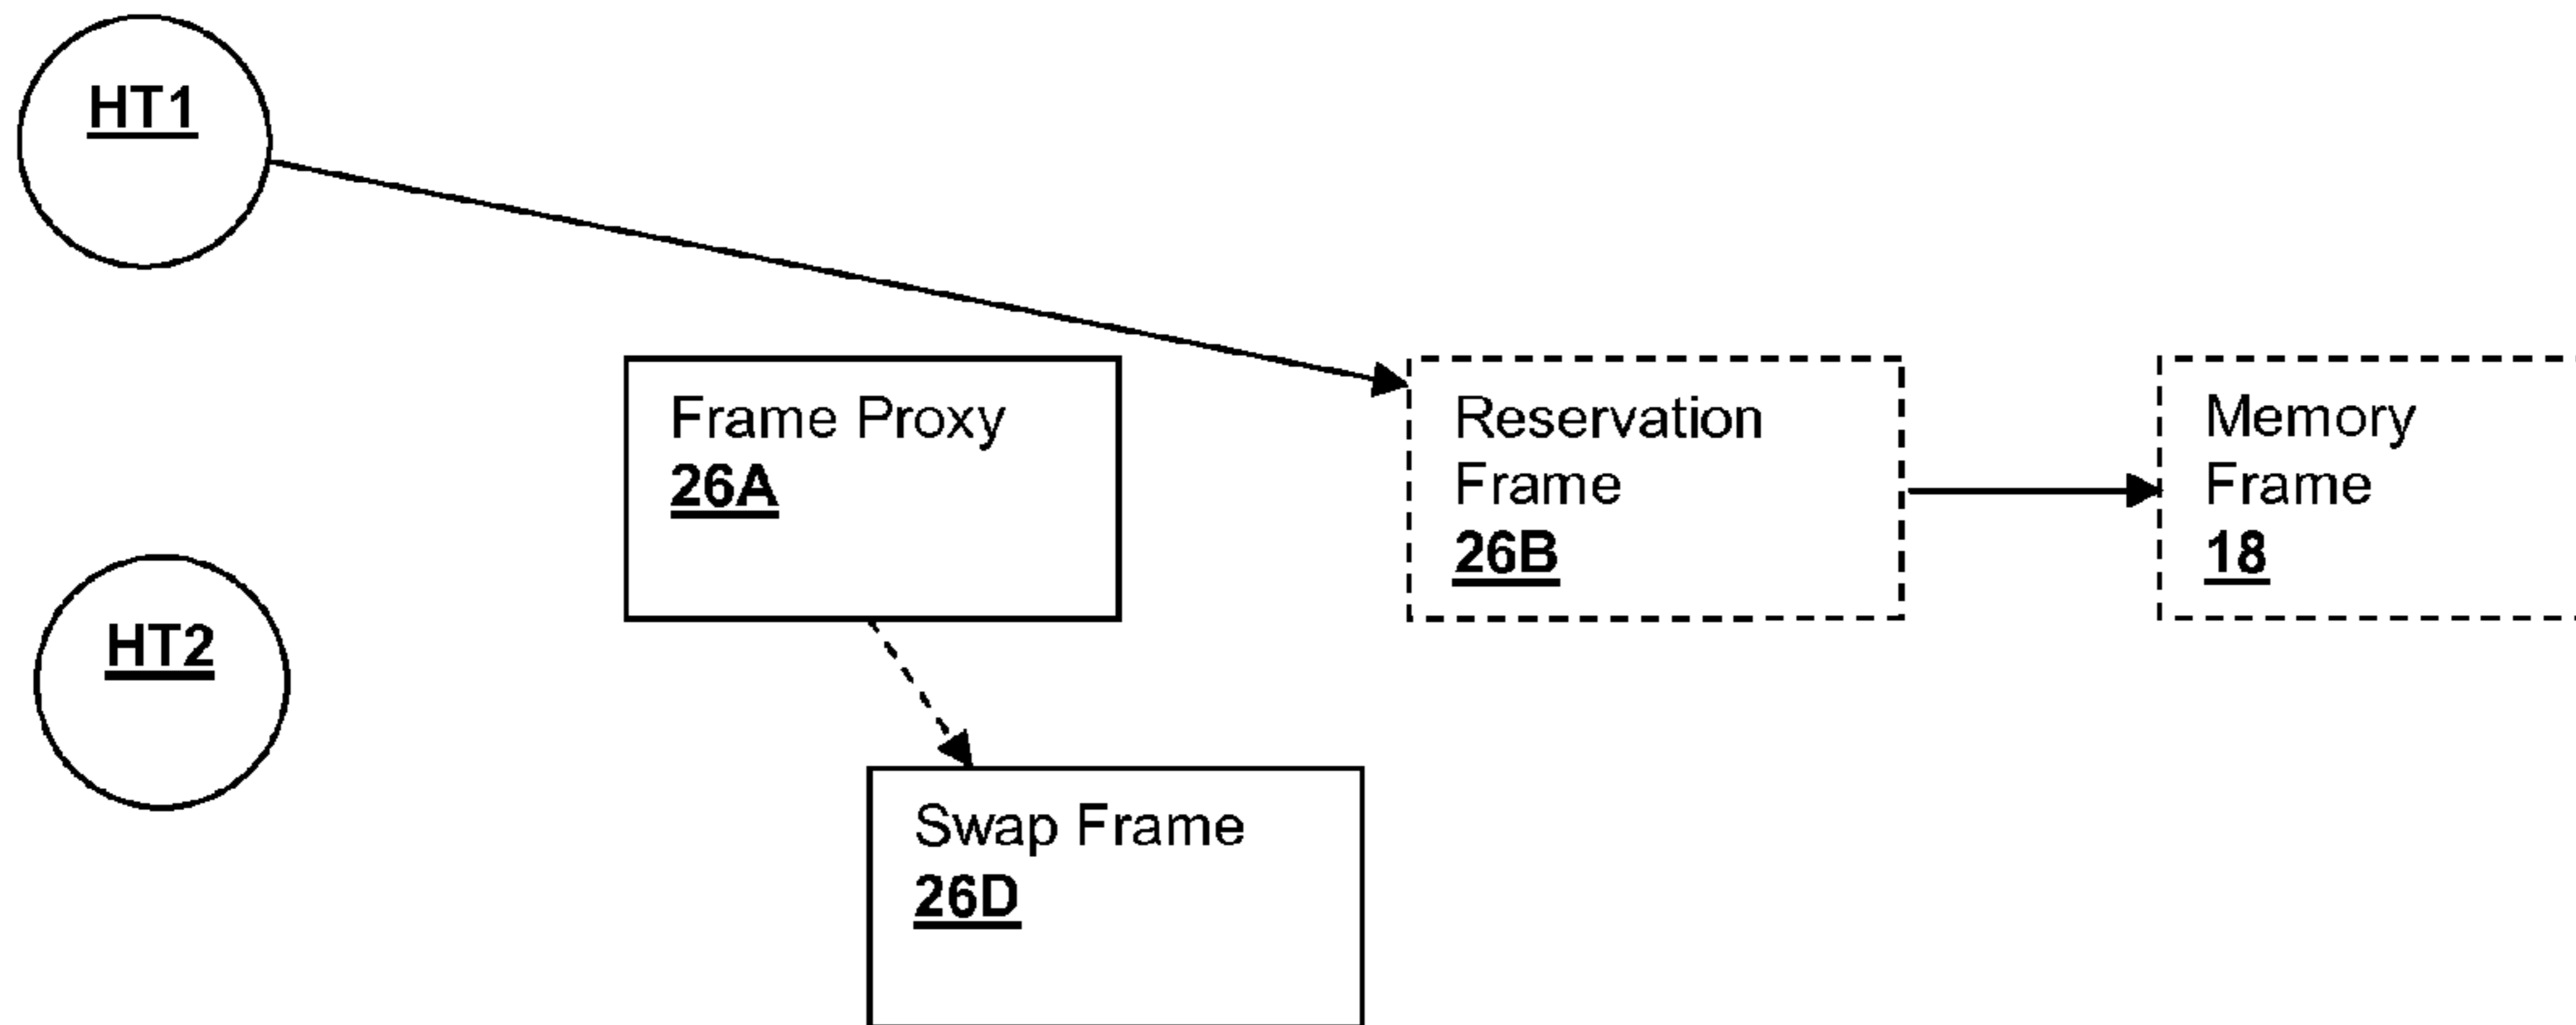 HT1
Frame Proxy
26A
Reservation
Frame
26B
Memory
Frame
18
HT2
Swap Frame
26D